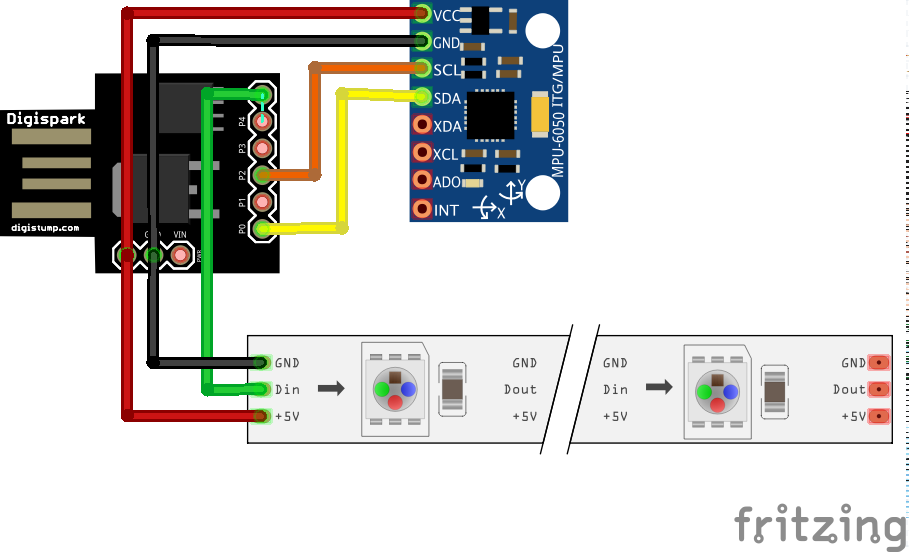 VCC
GND
SCL
SDA
XDA
XCL
ADO
INT
MPU-6050 ITG/MPU
Y
X
Digispark
digistump.com
P4
P3
P2
P1
P0
VIN
PWR
GND
Din
+5V
GND
Dout
+5V
GND
Din
+5V
GND
Dout
+5V
fritzing